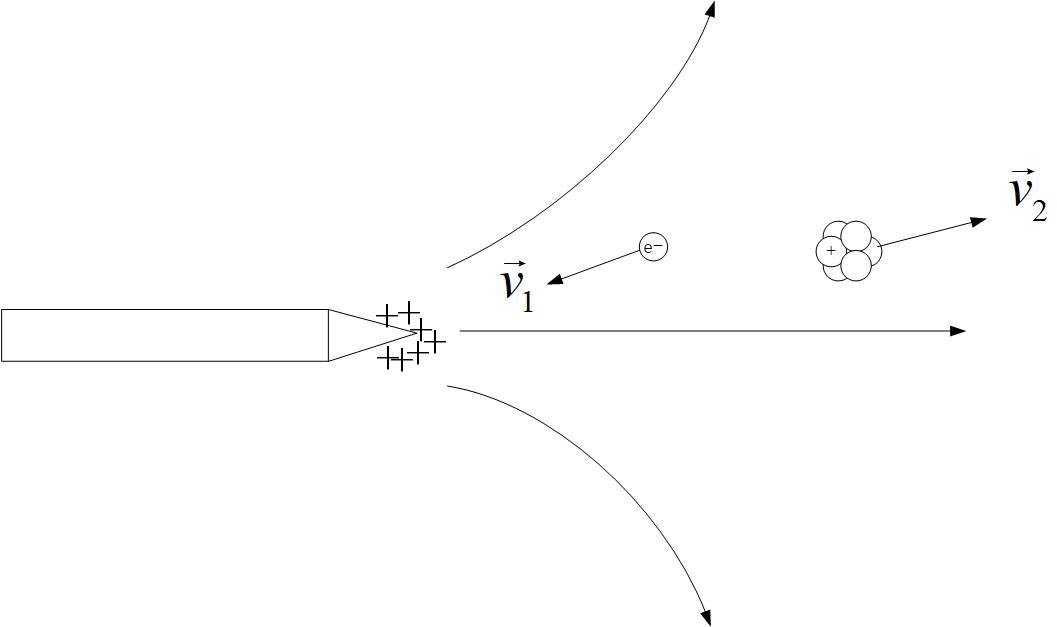 v⃗₂
e⁻
+
v⃗₁
+ + + + + + + +